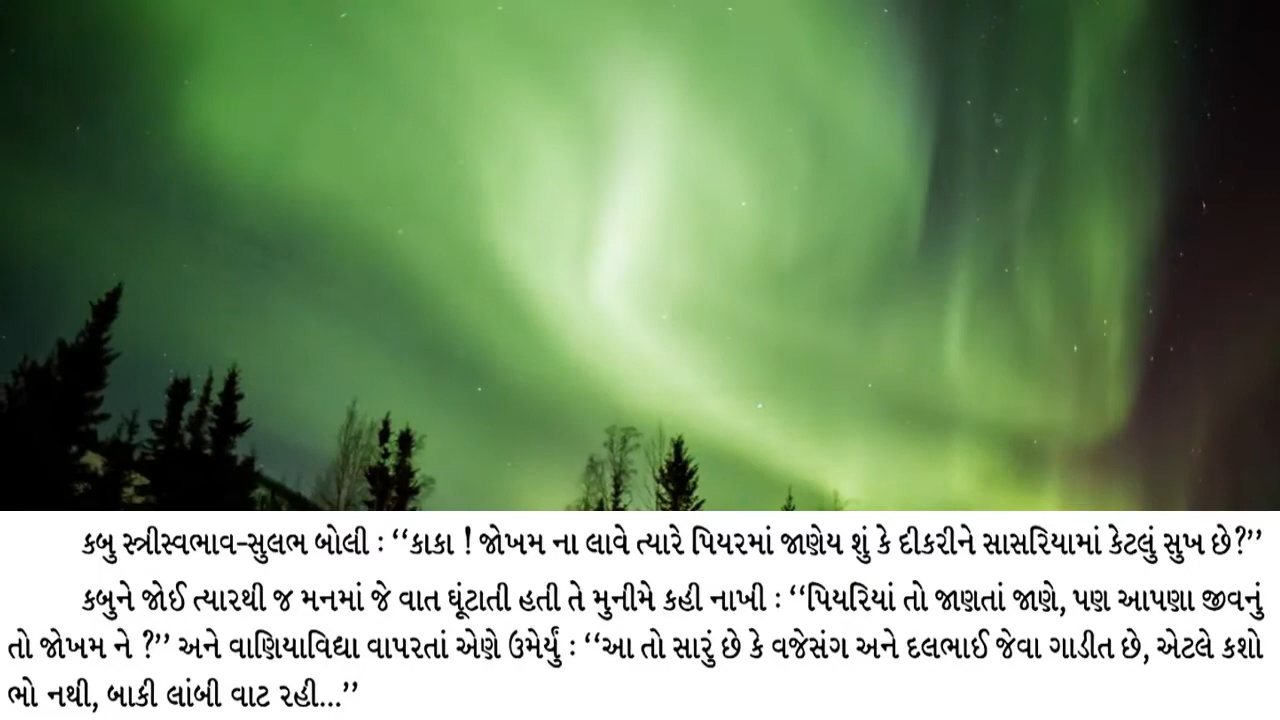 કબુ સ્ત્રીસ્વભાવ-સુલભ બોલી : ‘‘કાકા ! જોખમ ના લાવે ત્યારે પિયરમાં જાણેય શું કે દીકરીને સાસરિયામાં કેટલું સુખ છે?’’
કબુને જોઈ ત્યારથી જ મનમાં જે વાત ઘૂંટાતી હતી તે મુનીમે કહી નાખી : ‘‘પિયરિયાં તો જાણતાં જાણે, પણ આપણા જીવનું
તો જોખમ ને ?’’ અને વાણિયાવિદ્યા વાપરતાં એણે ઉમેર્યું : ‘‘આ તો સારું છે કે વજેસંગ અને દલભાઈ જેવા ગાડીત છે, એટલે કશો
ભો નથી, બાકી લાંબી વાટ રહી...’’